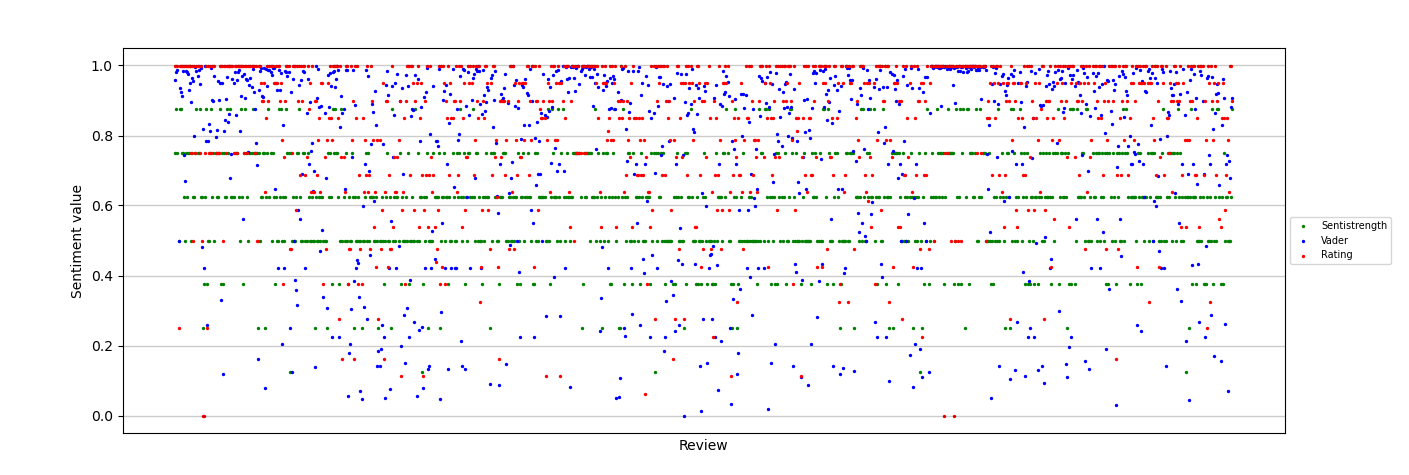 1.0
0.8
0.6
0.4
0.2
0.0
Sentiment value
Review
Sentistrength
Vader
Rating